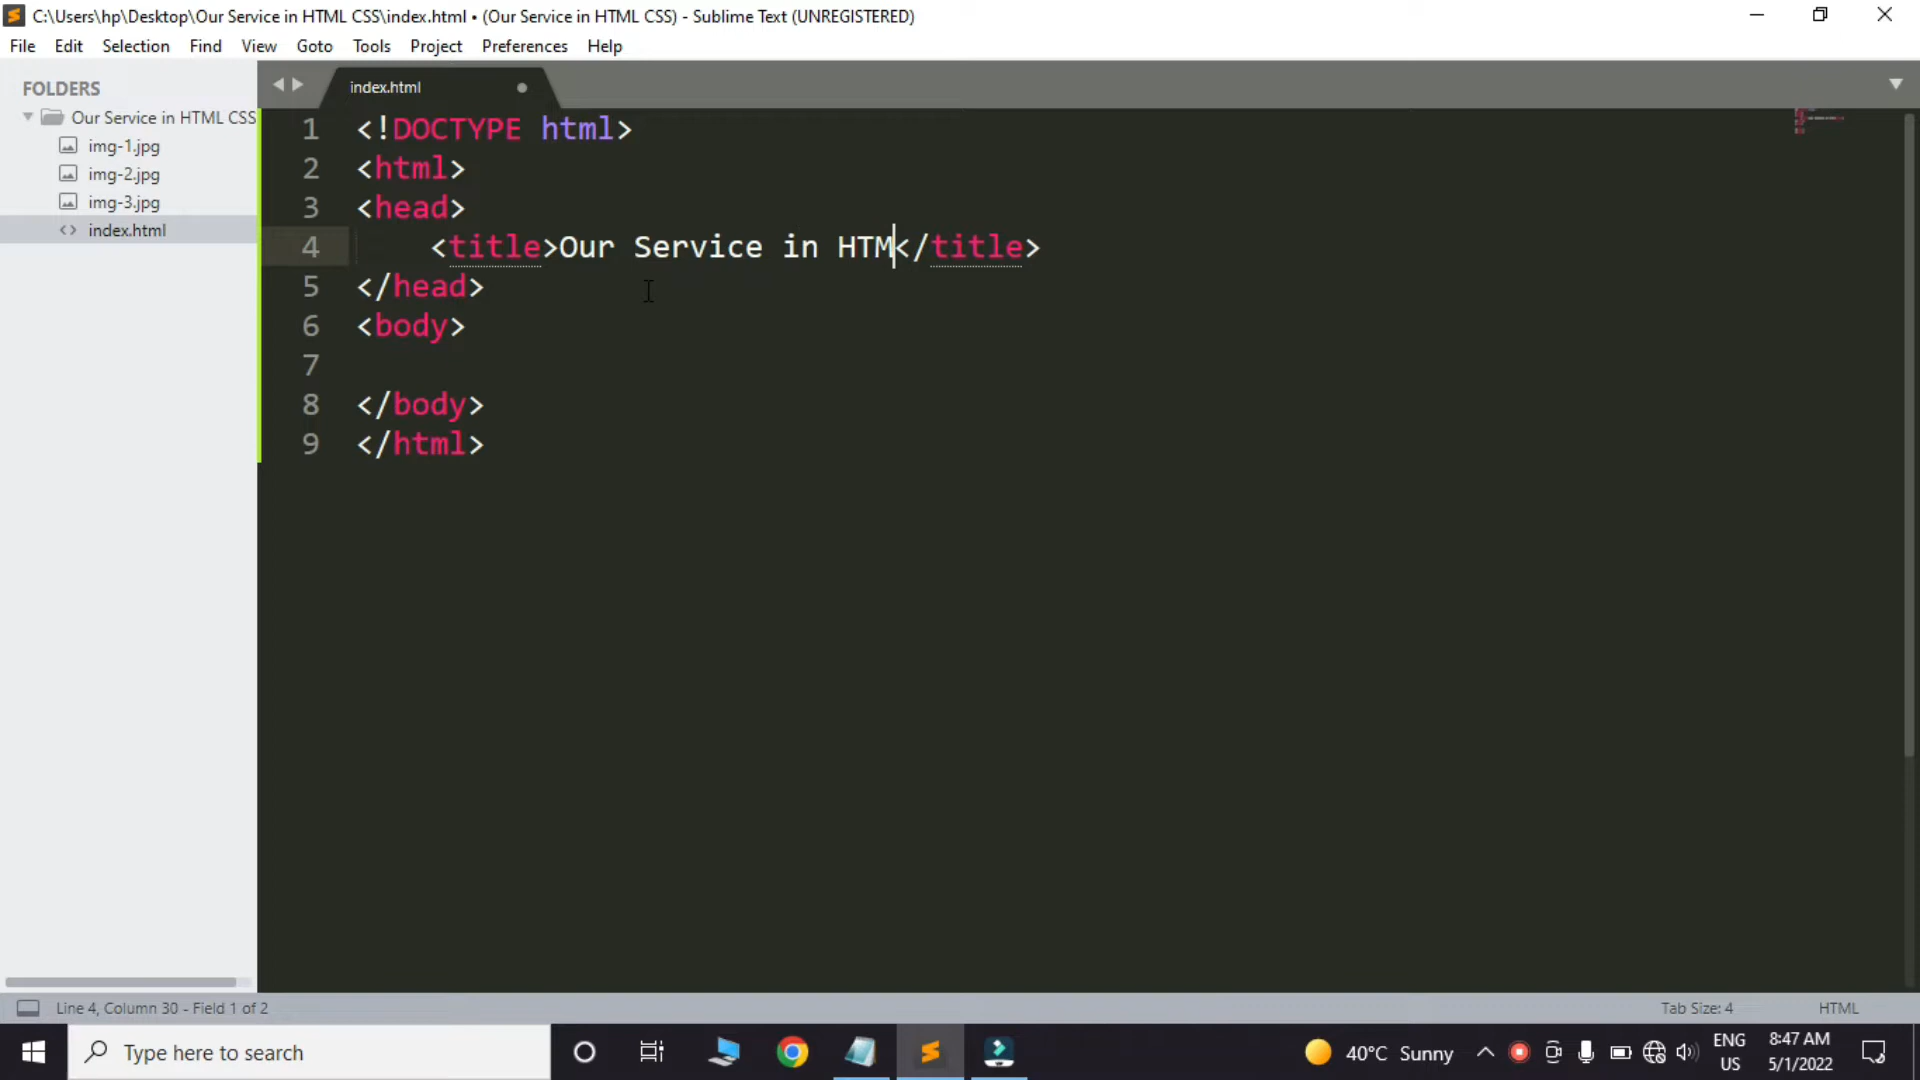 C:\Users\hp\Desktop\Our Service in HTML CSS\index.html • (Our Service in HTML CSS) - Sublime Text (UNREGISTERED)
File Edit Selection Find View Goto Tools Project Preferences Help
FOLDERS
Our Service in HTML CSS
img-1.jpg
img-2.jpg
img-3.jpg
index.html
index.html
1 <!DOCTYPE html>
2 <html>
3 <head>
4 <title>Our Service in HTM</title>
5 </head>
6 <body>
7
8 </body>
9 </html>
Line 4, Column 30 - Field 1 of 2
Tab Size: 4
HTML
Type here to search
40°C Sunny
ENG
US
8:47 AM
5/1/2022